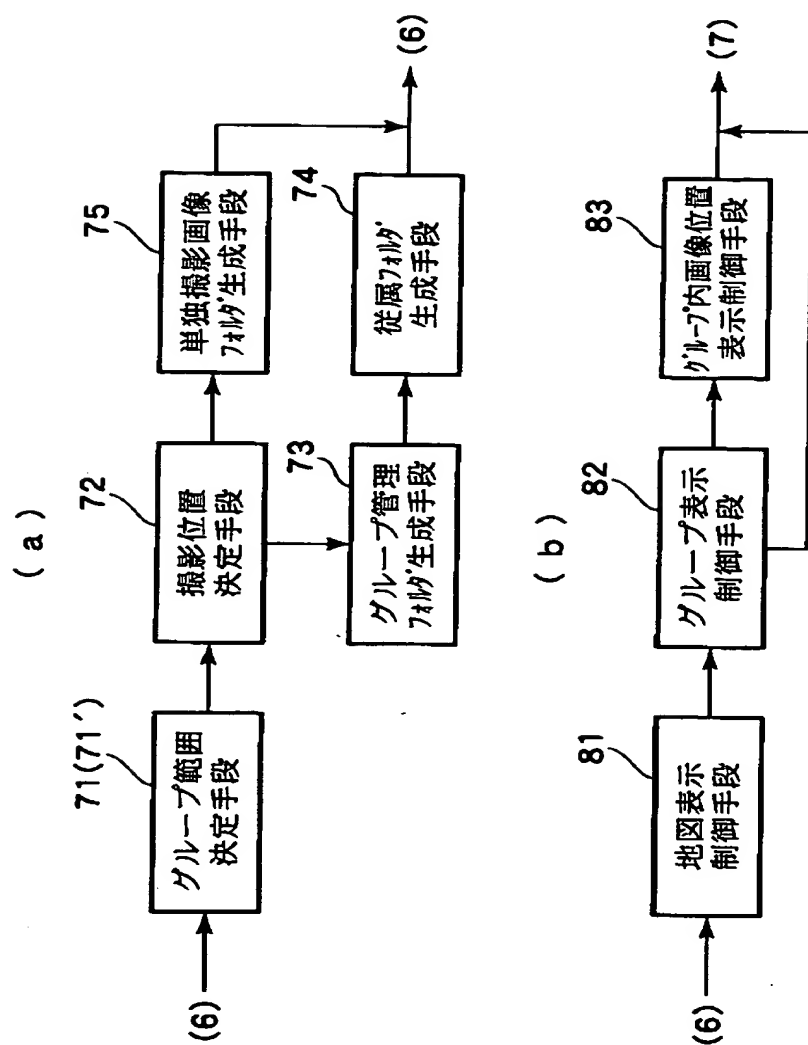 (a)
(6)
71(71′)
グループ範囲
決定手段
72
撮影位置
決定手段
75
単独撮影画像
フォルダ生成手段
73
グループ管理
フォルダ生成手段
74
従属フォルダ
生成手段
(6)
(b)
(6)
81
地図表示
制御手段
82
グループ表示
制御手段
83
グループ内画像位置
表示制御手段
(7)